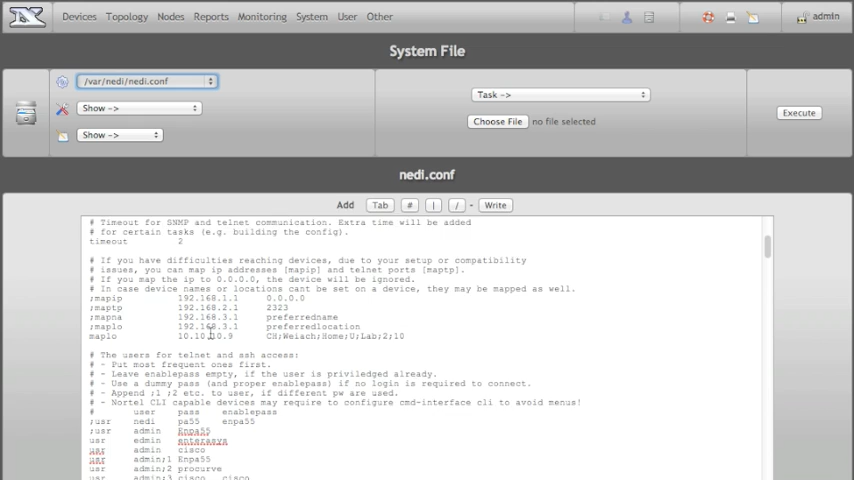 Devices Topology Nodes Reports Monitoring System User Other admin
System File
/var/nedi/nedi.conf
Show ->
Show ->
Task ->
Choose File no file selected
Execute
nedi.conf
Add Tab # | / - Write
# Timeout for SNMP and telnet communication. Extra time will be added
# for certain tasks (e.g. building the config).
timeout 2
# If you have difficulties reaching devices, due to your setup or compatibility
# issues, you can map ip addresses [mapip] and telnet ports [maptp].
# If you map the ip to 0.0.0.0, the device will be ignored.
# In case device names or locations cant be set on a device, they may be mapped as well.
;mapip 192.168.1.1 0.0.0.0
;maptp 192.168.2.1 2323
;mapna 192.168.3.1 preferredname
;maplo 192.168.3.1 preferredlocation
maplo 10.10.10.9 CH;Weiach;Home;U;Lab;2;10
# The users for telnet and ssh access:
# - Put most frequent ones first.
# - Leave enablepass empty, if the user is priviledged already.
# - Use a dummy pass (and proper enablepass) if no login is required to connect.
# - Append ;1 ;2 etc. to user, if different pw are used.
# - Nortel CLI capable devices may require to configure cmd-interface cli to avoid menus!
# user pass enablepass
;usr nedi pa55 enpa55
;usr admin Enpa55
usr edmin enterasys
usr admin cisco
usr admin;1 Enpa55
usr admin;2 procurve
usr admin;3 cisco cisco